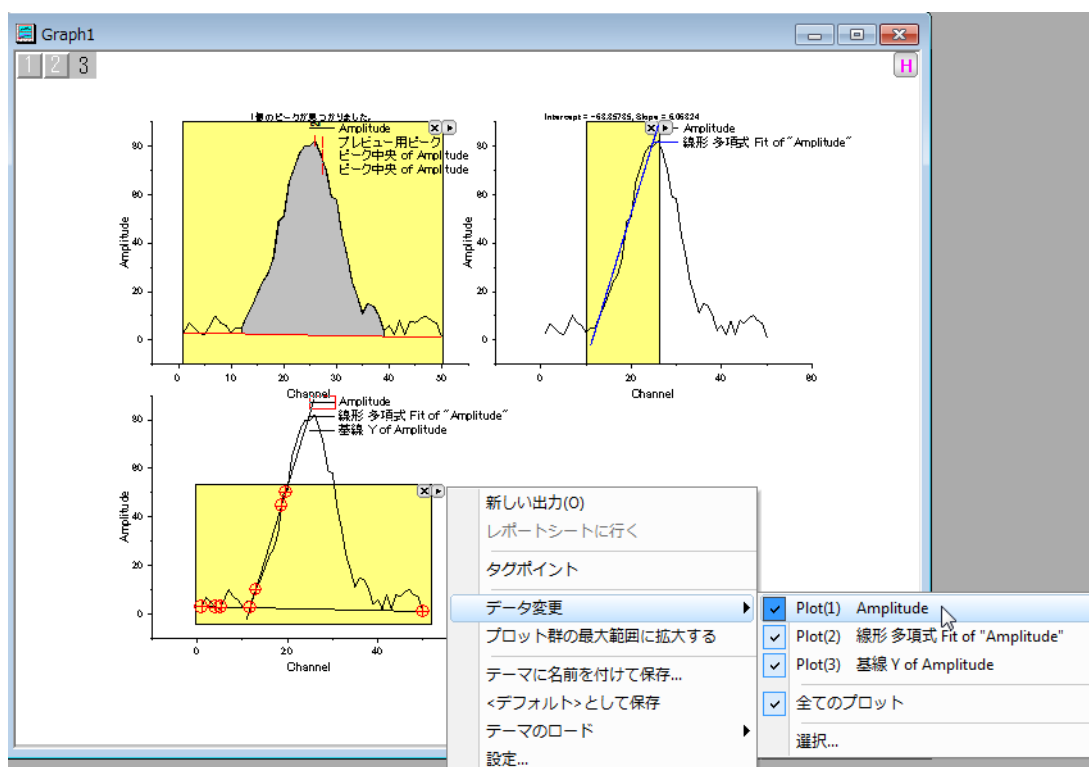 Graph1
1 2 3
H
1個のピークが見つかりました。
Amplitude
プレビュー用ピーク
ピーク中央 of Amplitude
ピーク中央 of Amplitude
80
60
40
20
0
Amplitude
0 10 20 30 40 50
Channel
Amplitude
線形 多項式 Fit of "Amplitude"
80
60
40
20
0
Amplitude
0 20 40 60
Channel
Amplitude
線形 多項式 Fit of "Amplitude"
基線 Y of Amplitude
80
60
40
20
0
Amplitude
0 20 40
Channel
新しい出力(O)
レポートシートに行く
タグポイント
データ変更
プロット群の最大範囲に拡大する
テーマに名前を付けて保存...
<デフォルト>として保存
テーマのロード
設定...
Plot(1) Amplitude
Plot(2) 線形 多項式 Fit of "Amplitude"
Plot(3) 基線 Y of Amplitude
全てのプロット
選択...